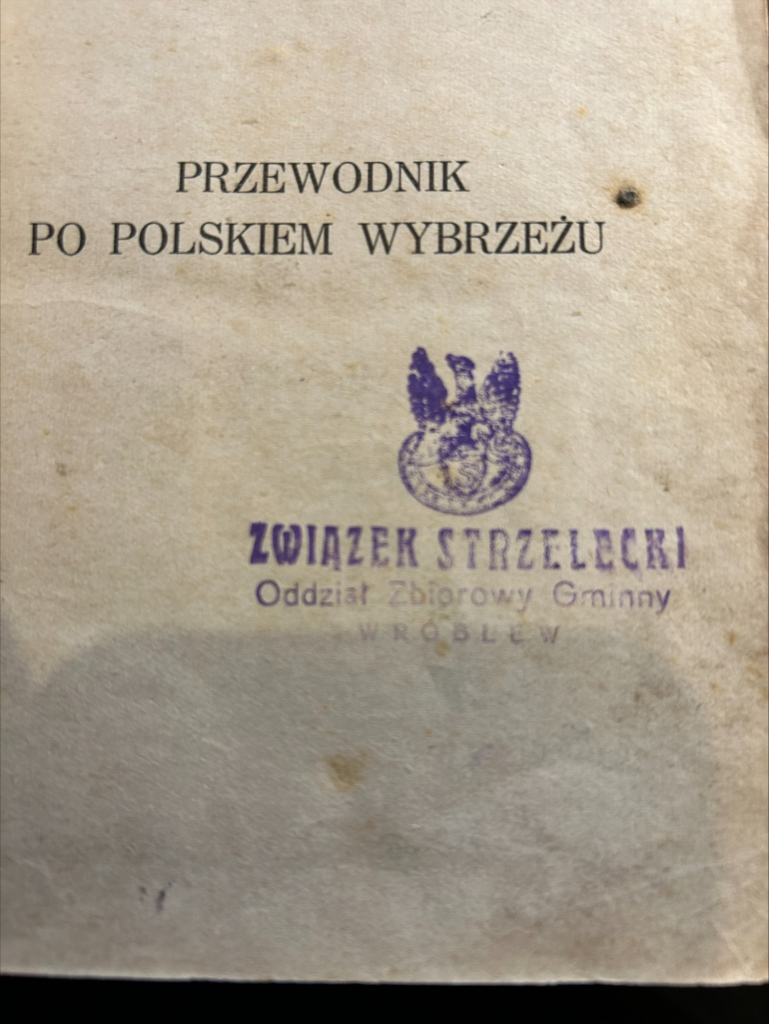 PRZEWODNIK
PO POLSKIEM WYBRZEŻU
ZWIĄZEK STRZELECKI
Oddział Zbiorowy Gminny
WRÓBLEW